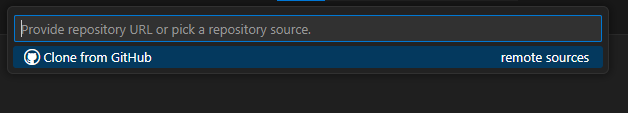 Provide repository URL or pick a repository source.
Clone from GitHub remote sources